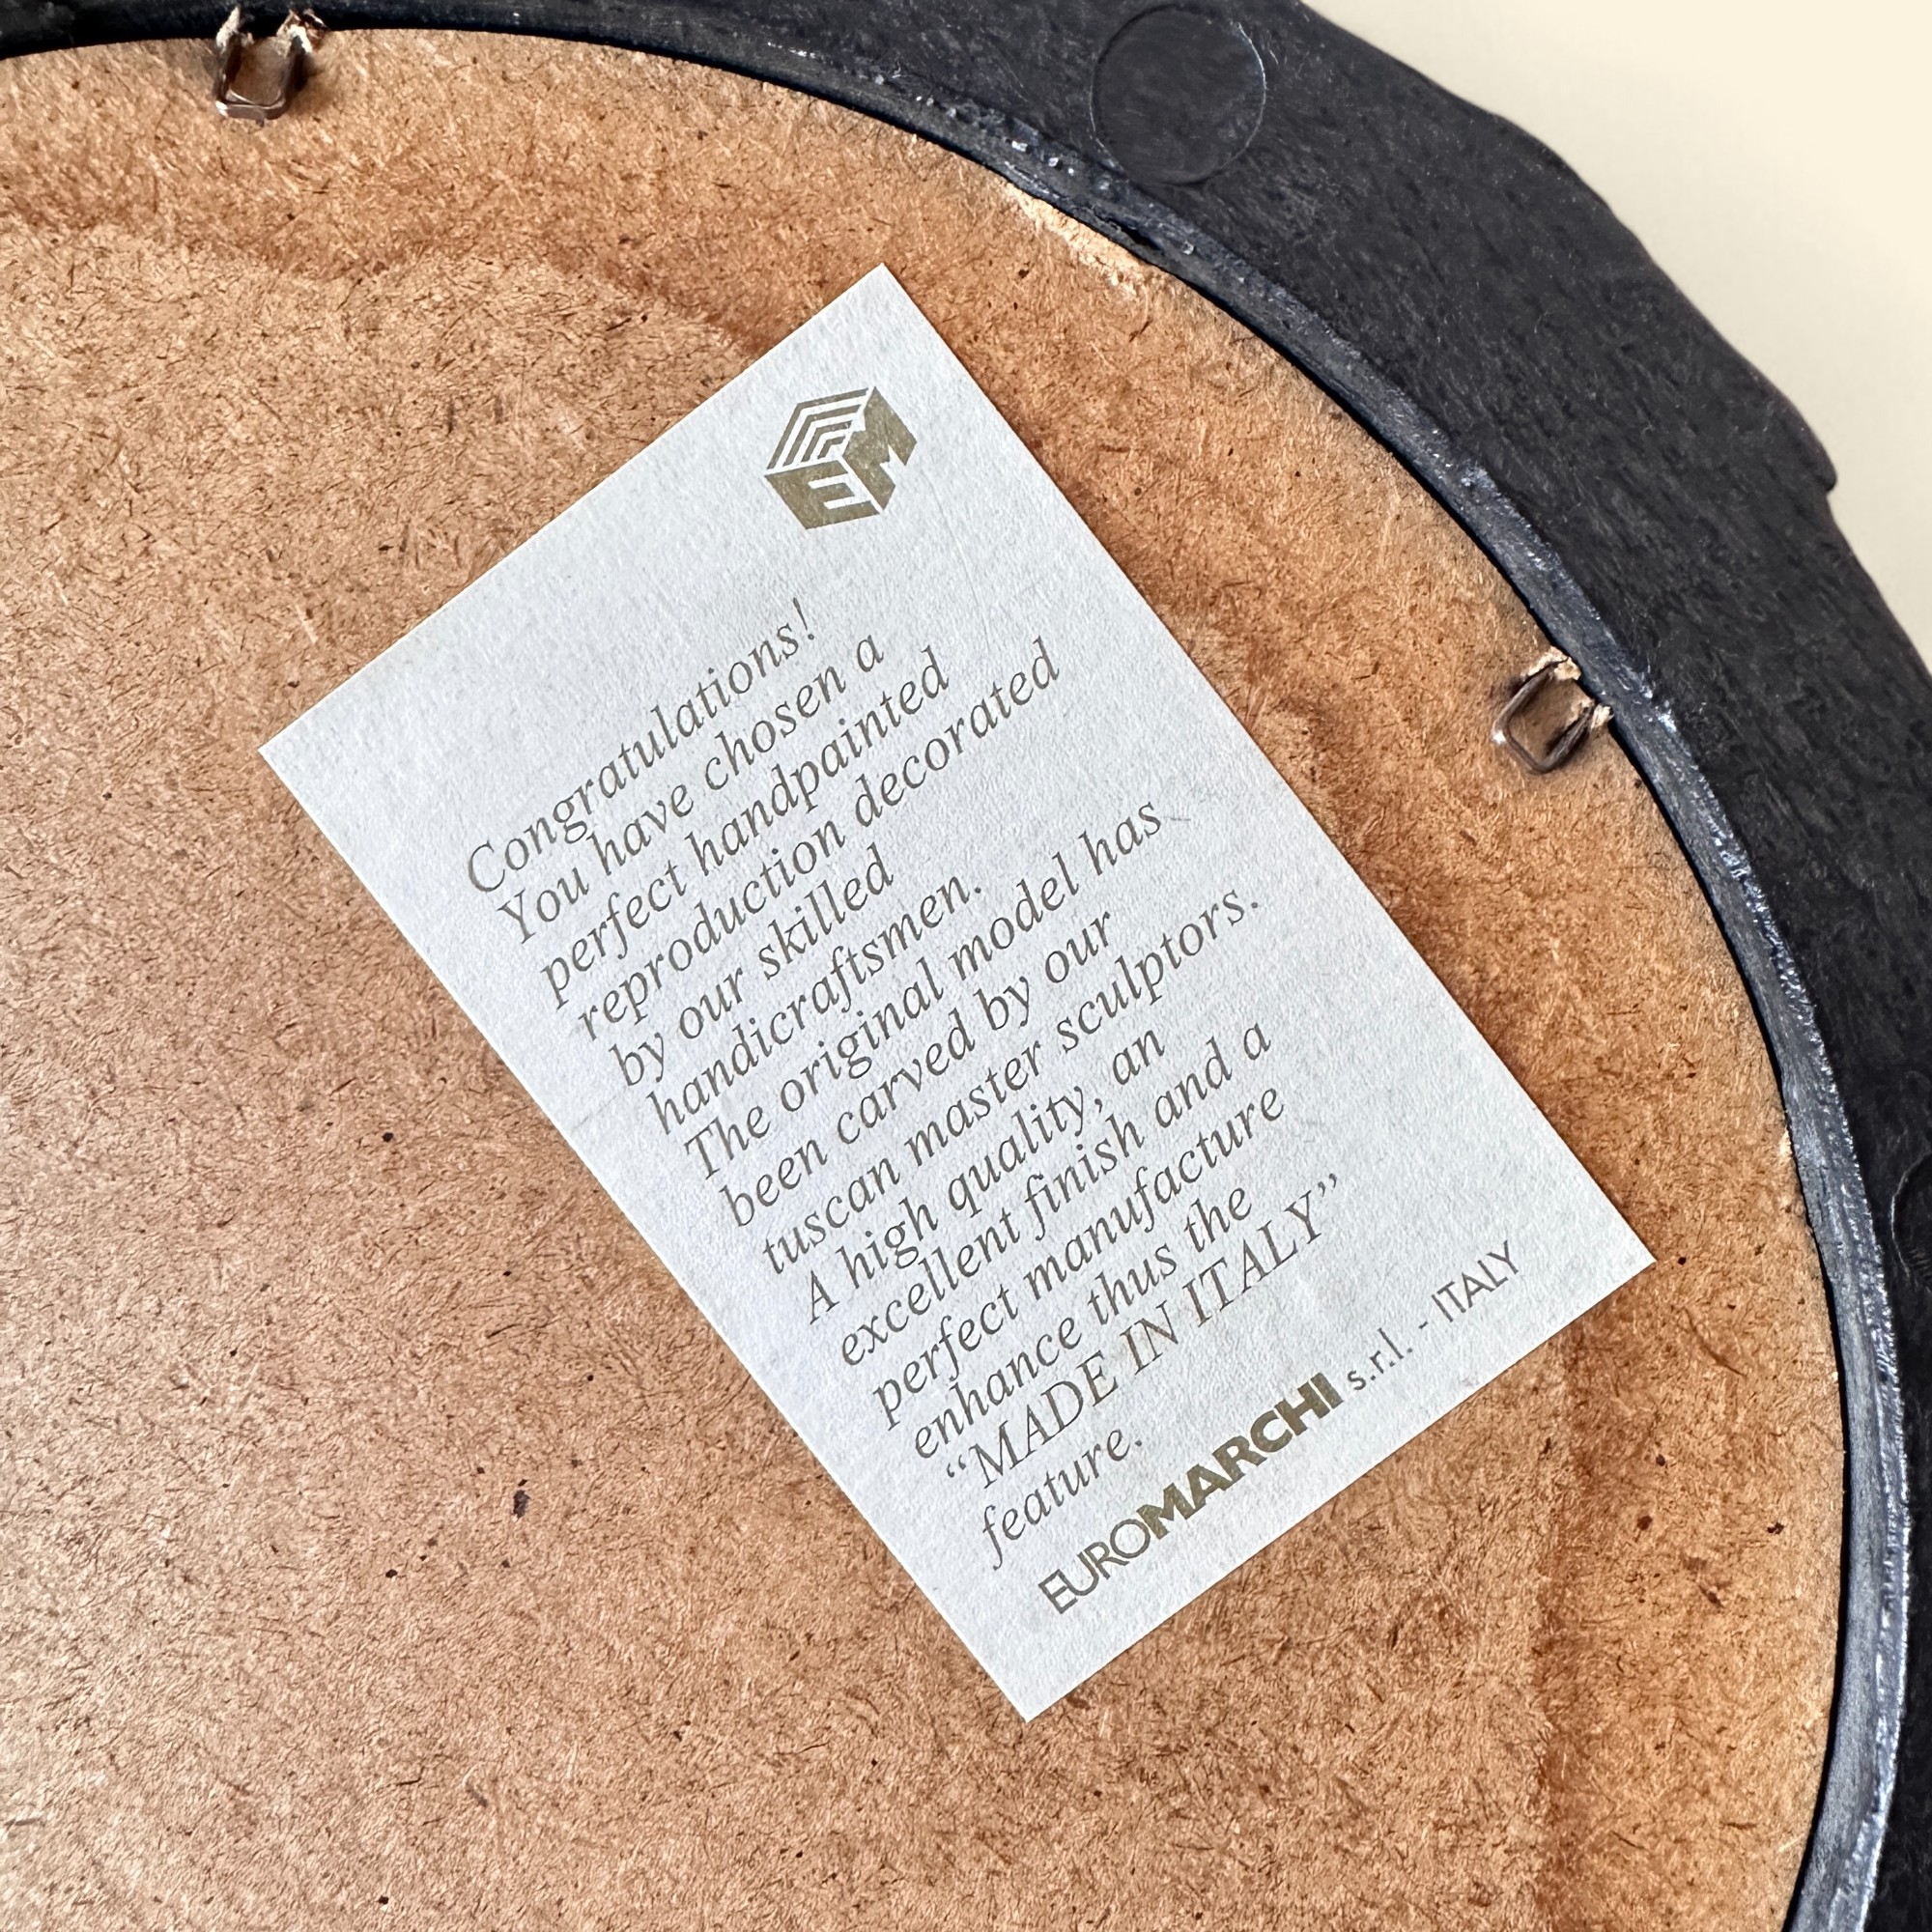 EM
Congratulations!
You have chosen a
perfect handpainted
reproduction decorated
by our skilled
handicraftsmen.
The original model has
been carved by our
tuscan master sculptors.
A high quality, an
excellent finish and a
perfect manufacture
enhance thus the
“MADE IN ITALY”
feature.
EUROMARCHI s.r.l. - ITALY